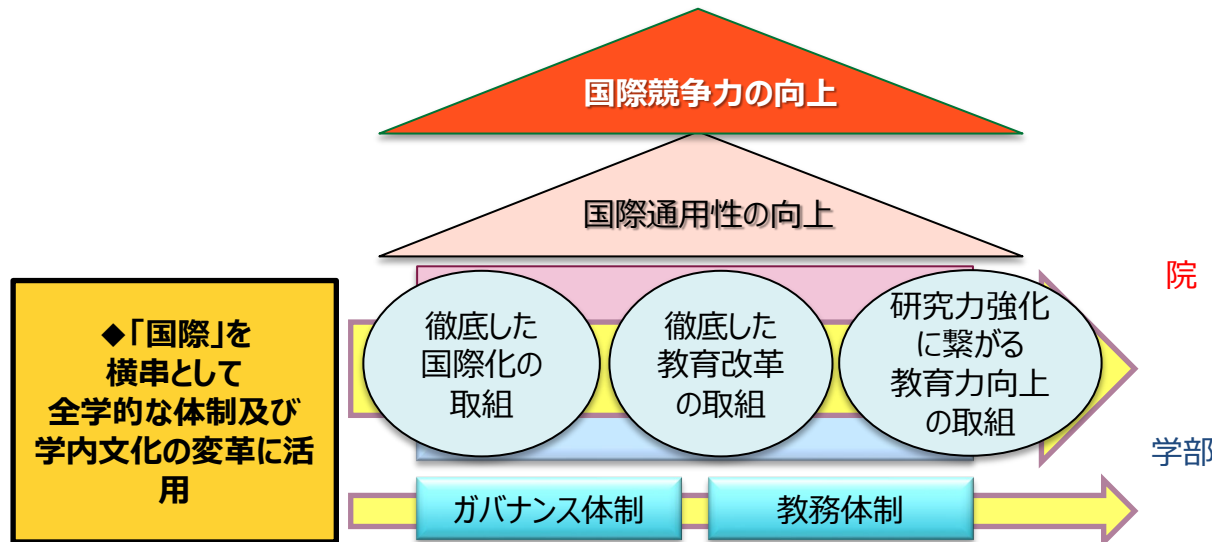 国際競争力の向上
国際通用性の向上
院
◆「国際」を
横串として
全学的な体制及び
学内文化の変革に活
用
徹底した
国際化の
取組
徹底した
教育改革
の取組
研究力強化
に繋がる
教育力向上
の取組
学部
ガバナンス体制
教務体制